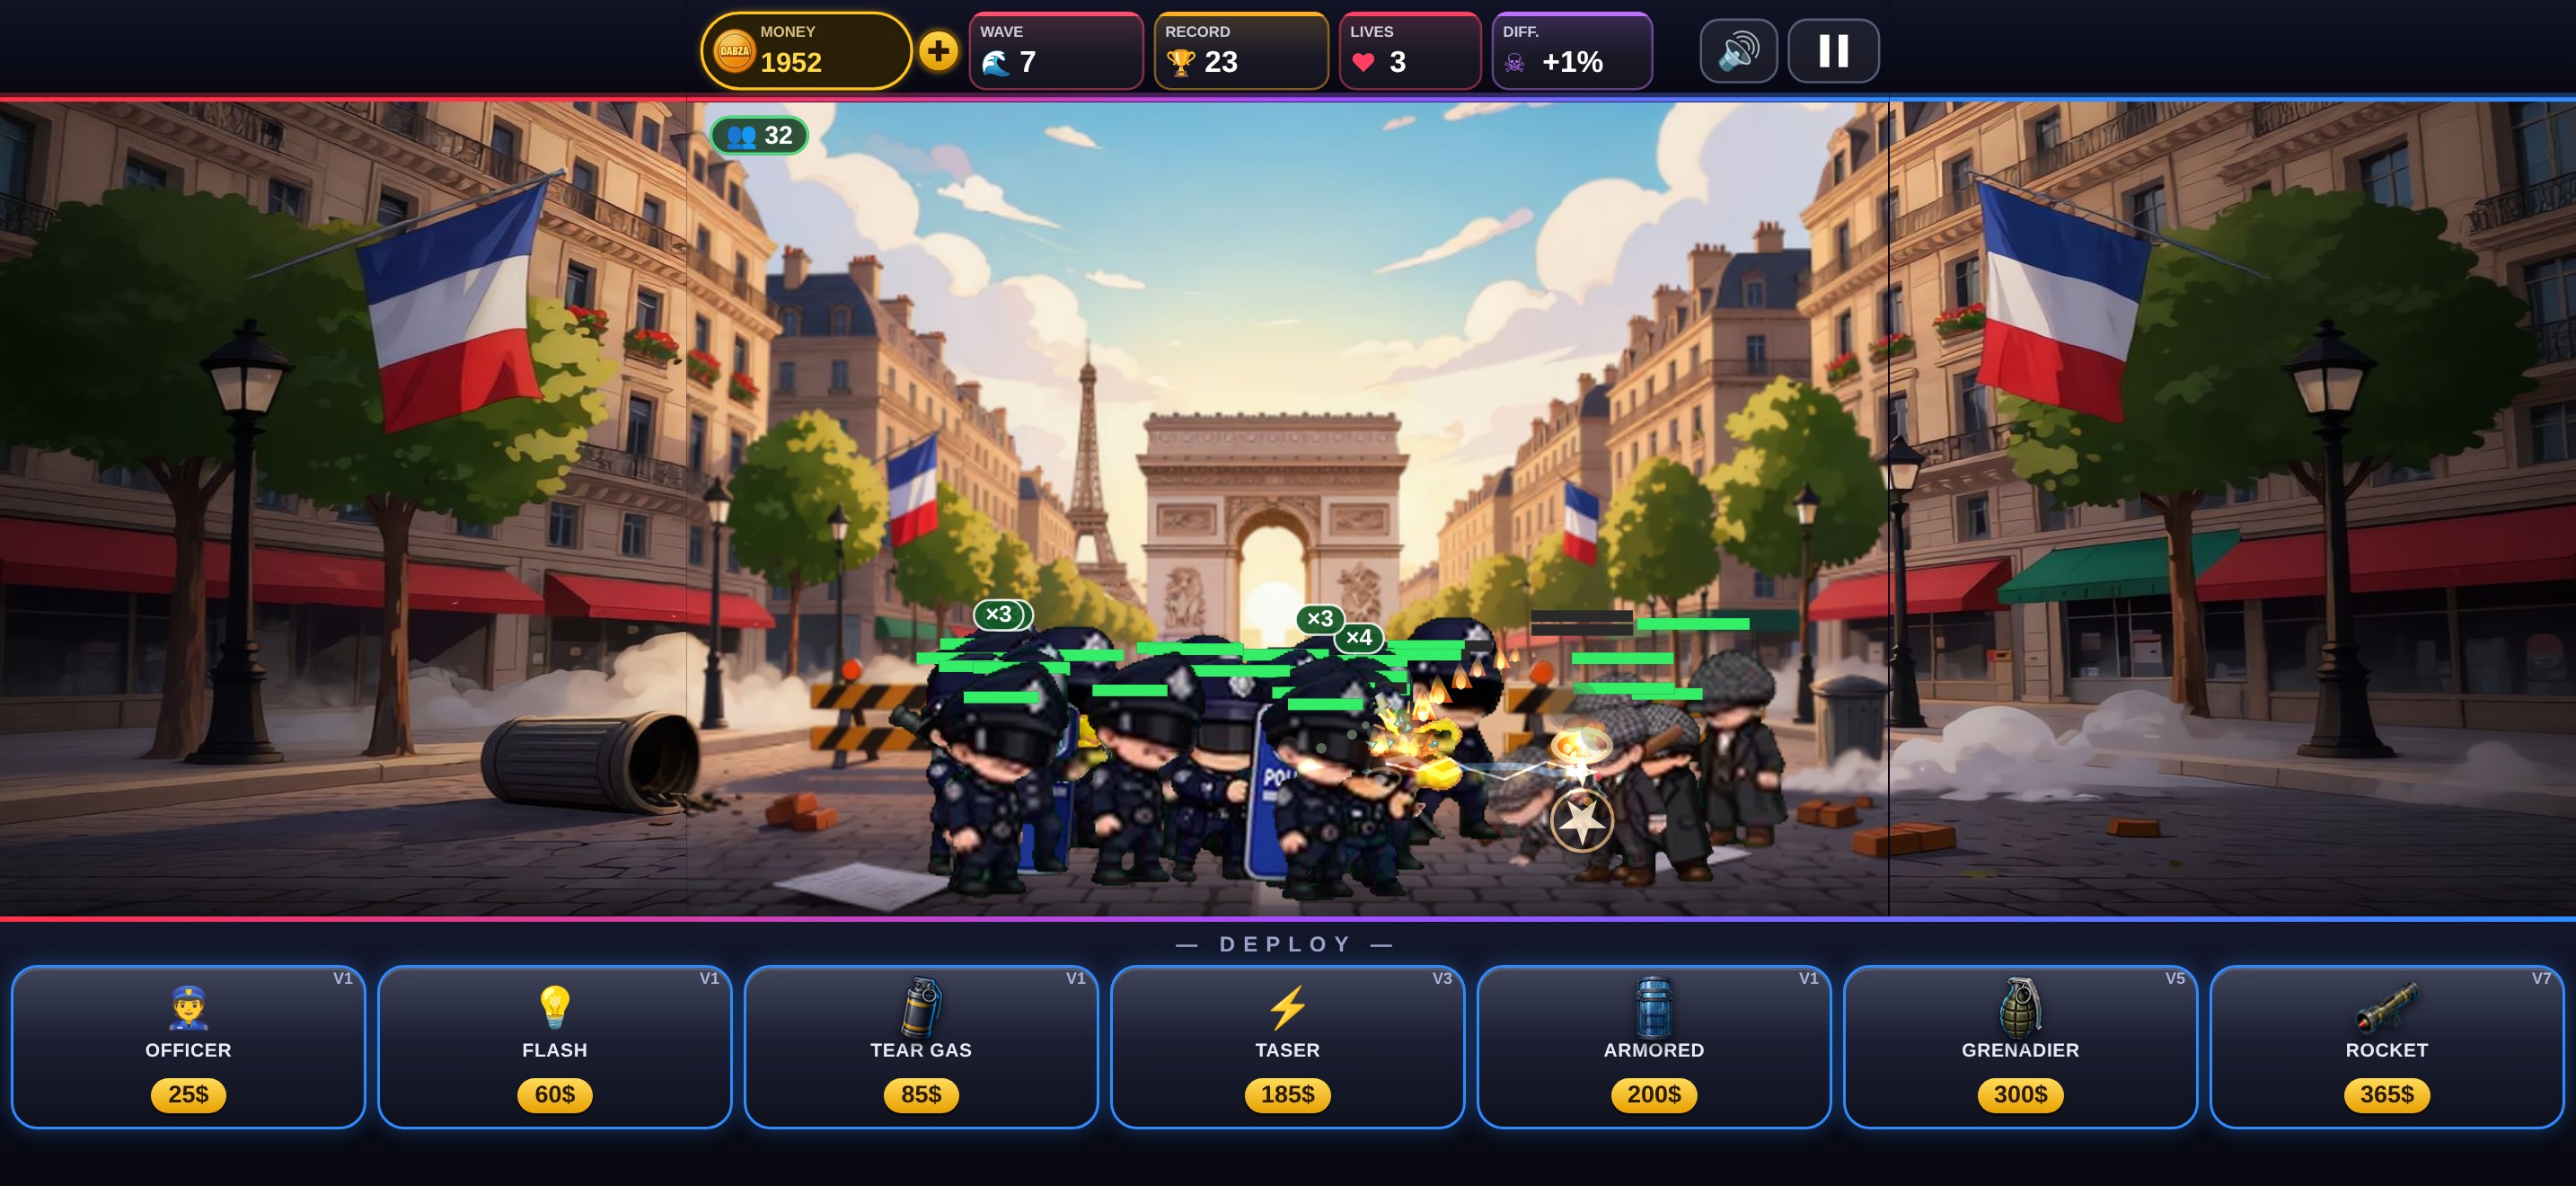 MONEY
DABZA
1952
WAVE
7
RECORD
23
LIVES
3
DIFF.
+1%
32
×3
×3
×4
— DEPLOY —
V1
OFFICER
25$
V1
FLASH
60$
V1
TEAR GAS
85$
V3
TASER
185$
V1
ARMORED
200$
V5
GRENADIER
300$
V7
ROCKET
365$